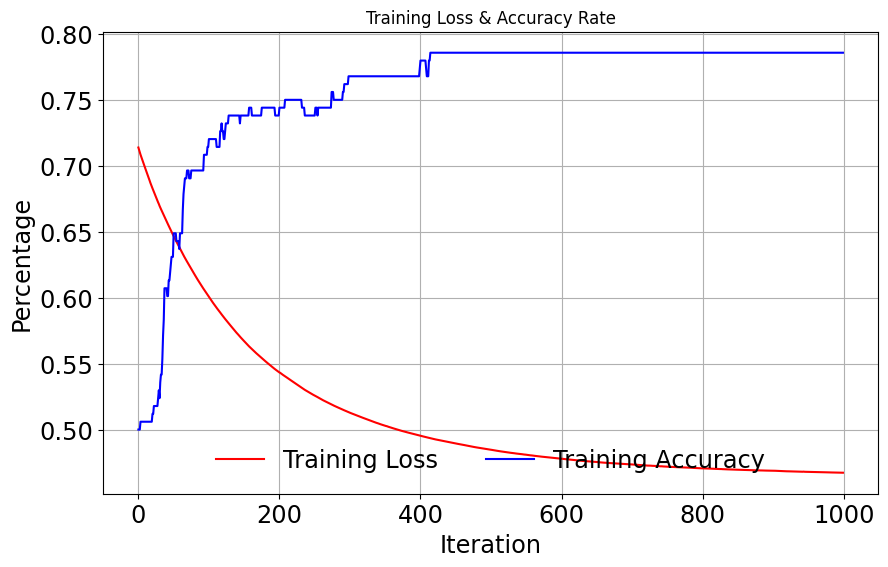 Training Loss & Accuracy Rate
0.80
0.75
0.70
0.65
0.60
0.55
0.50
Percentage
Training Loss
Training Accuracy
0
200
400
600
800
1000
Iteration